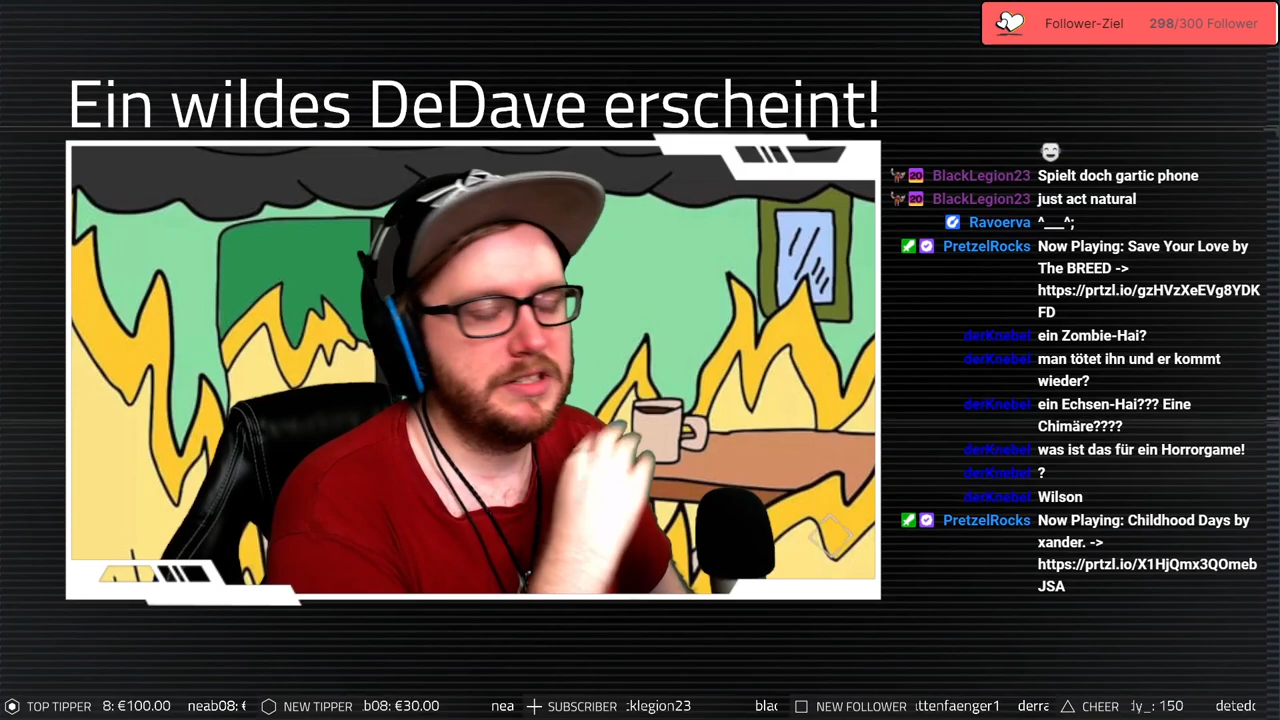 Follower-Ziel 298/300 Follower
Ein wildes DeDave erscheint!
20 BlackLegion23 Spielt doch gartic phone
20 BlackLegion23 just act natural
Ravoerva ^___^;
PretzelRocks Now Playing: Save Your Love by
The BREED ->
https://prtzl.io/gzHVzXeEVg8YDK
FD
derKnebel ein Zombie-Hai?
derKnebel man tötet ihn und er kommt
wieder?
derKnebel ein Echsen-Hai??? Eine
Chimäre????
derKnebel was ist das für ein Horrorgame!
derKnebel ?
derKnebel Wilson
PretzelRocks Now Playing: Childhood Days by
xander. ->
https://prtzl.io/X1HjQmx3QOmeb
JSA
TOP TIPPER 8: €100.00 neab08: NEW TIPPER b08: €30.00 nea SUBSCRIBER klegion23 blac NEW FOLLOWER ttenfaenger1 derra CHEER ly_: 150 detedo